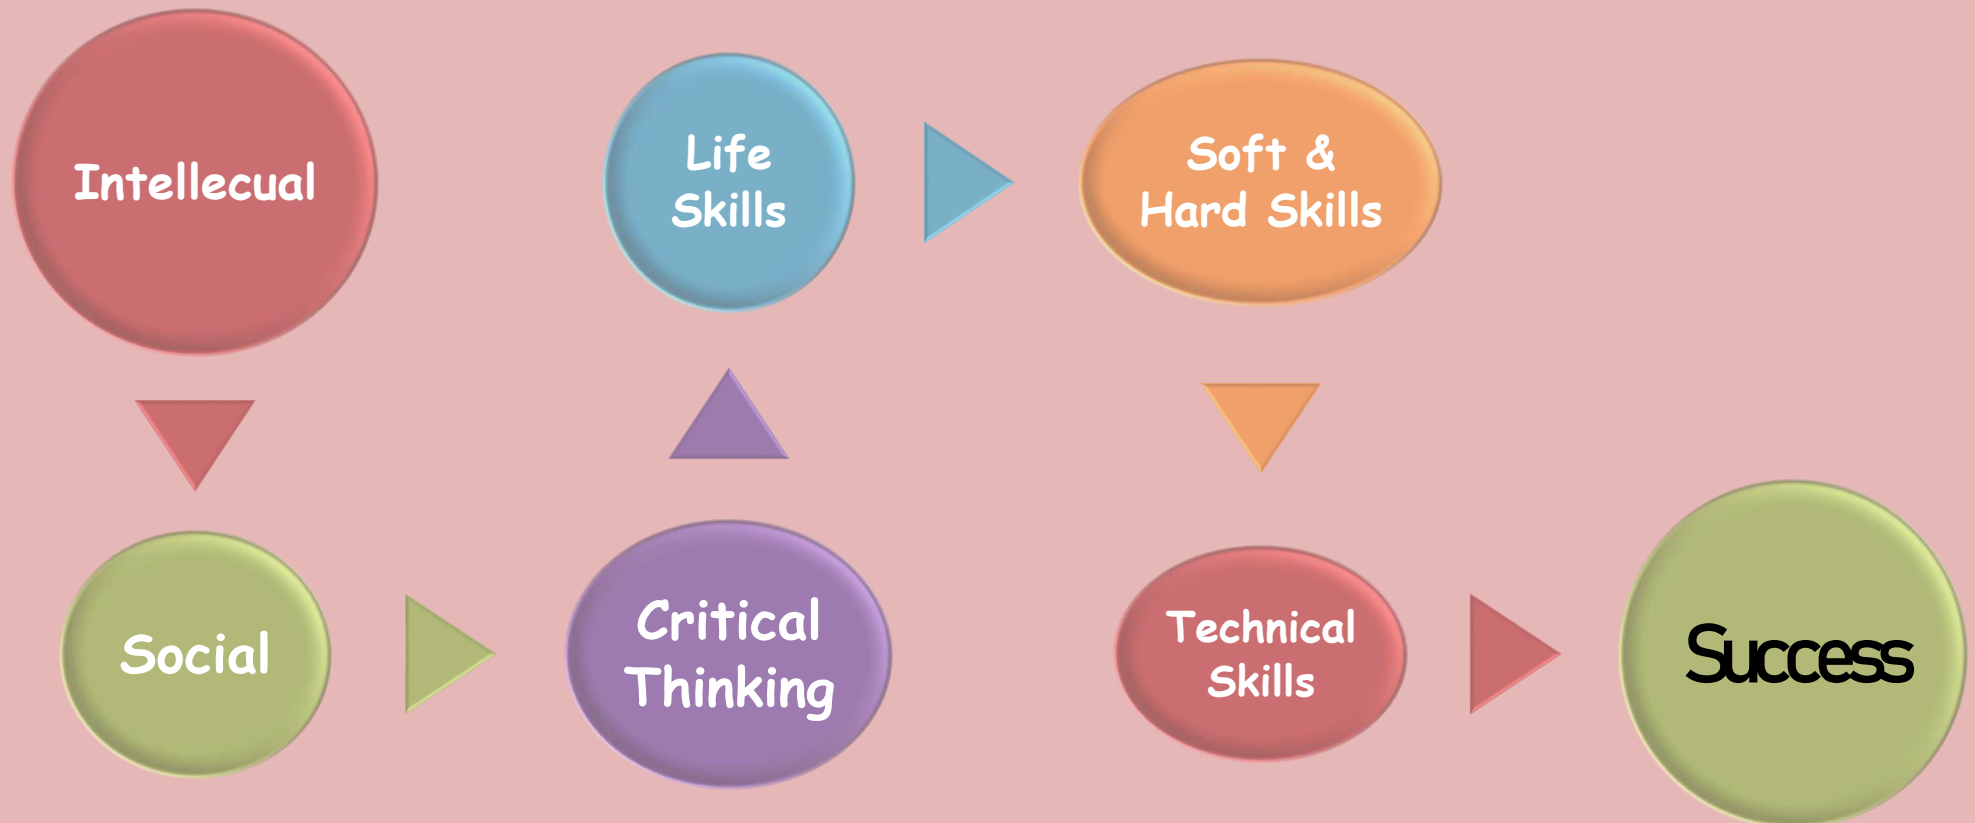 Intellecual
Social
Critical
Thinking
Life
Skills
Soft &
Hard Skills
Technical
Skills
Success